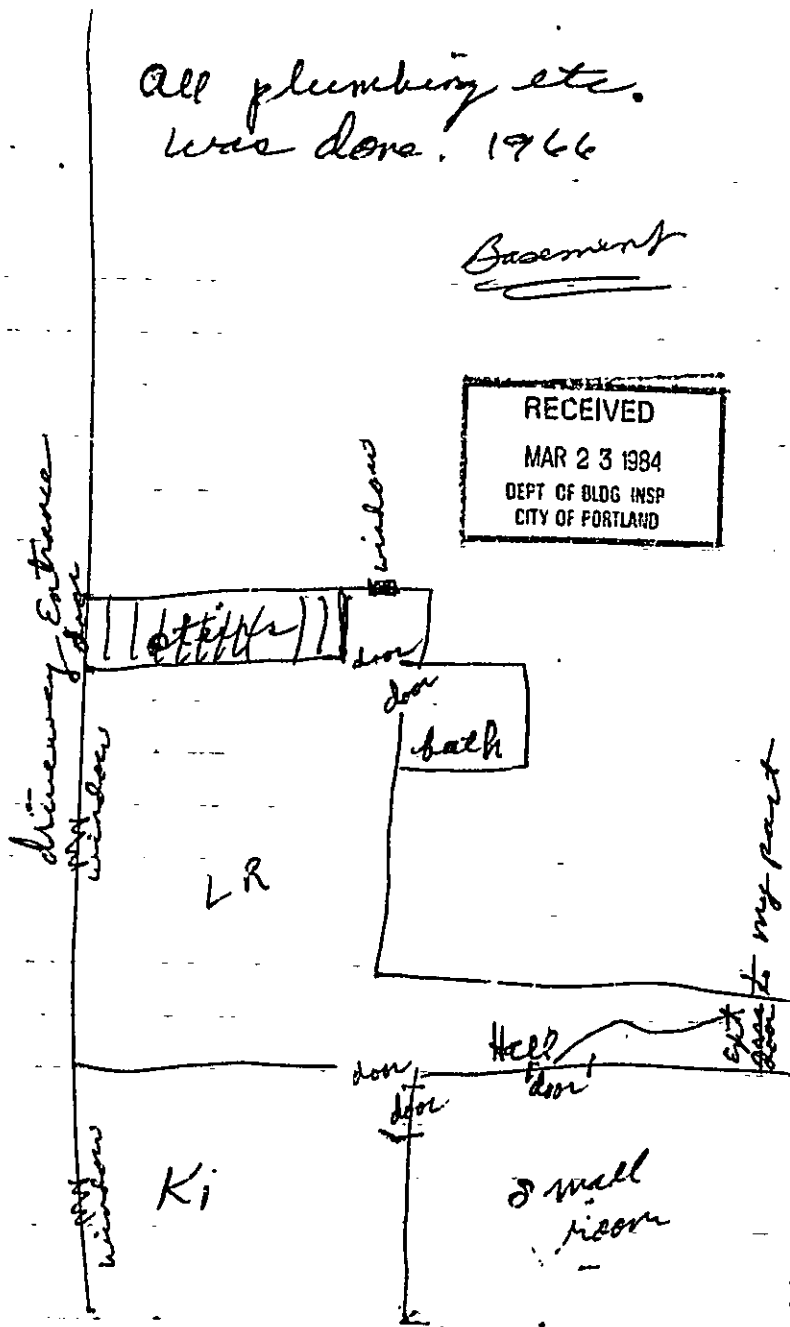 All plumbing etc.
was done. 1966
Basement
RECEIVED
MAR 23 1984
DEPT OF BLDG INSP
CITY OF PORTLAND
window
driveway Entrance
door
steps
door
door
bath
window
LR
to my part
Hall
door
Exit
door
door
door
window
Ki
small
room